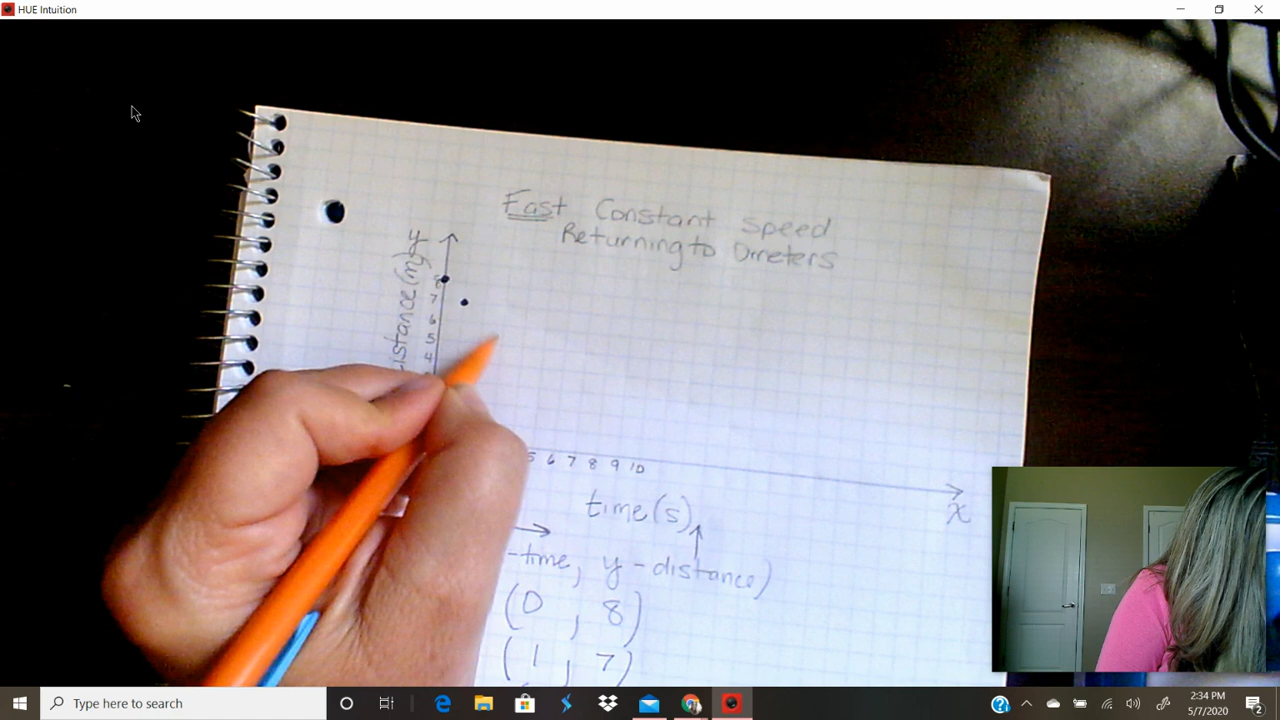 HUE Intuition
Fast Constant speed
Returning to 0meters
y
distance(m)
8
7
6
5
4
5 6 7 8 9 10
time(s)
x
-time, y-distance)
(0, 8)
(1, 7)
Type here to search
2:34 PM
5/7/2020
2